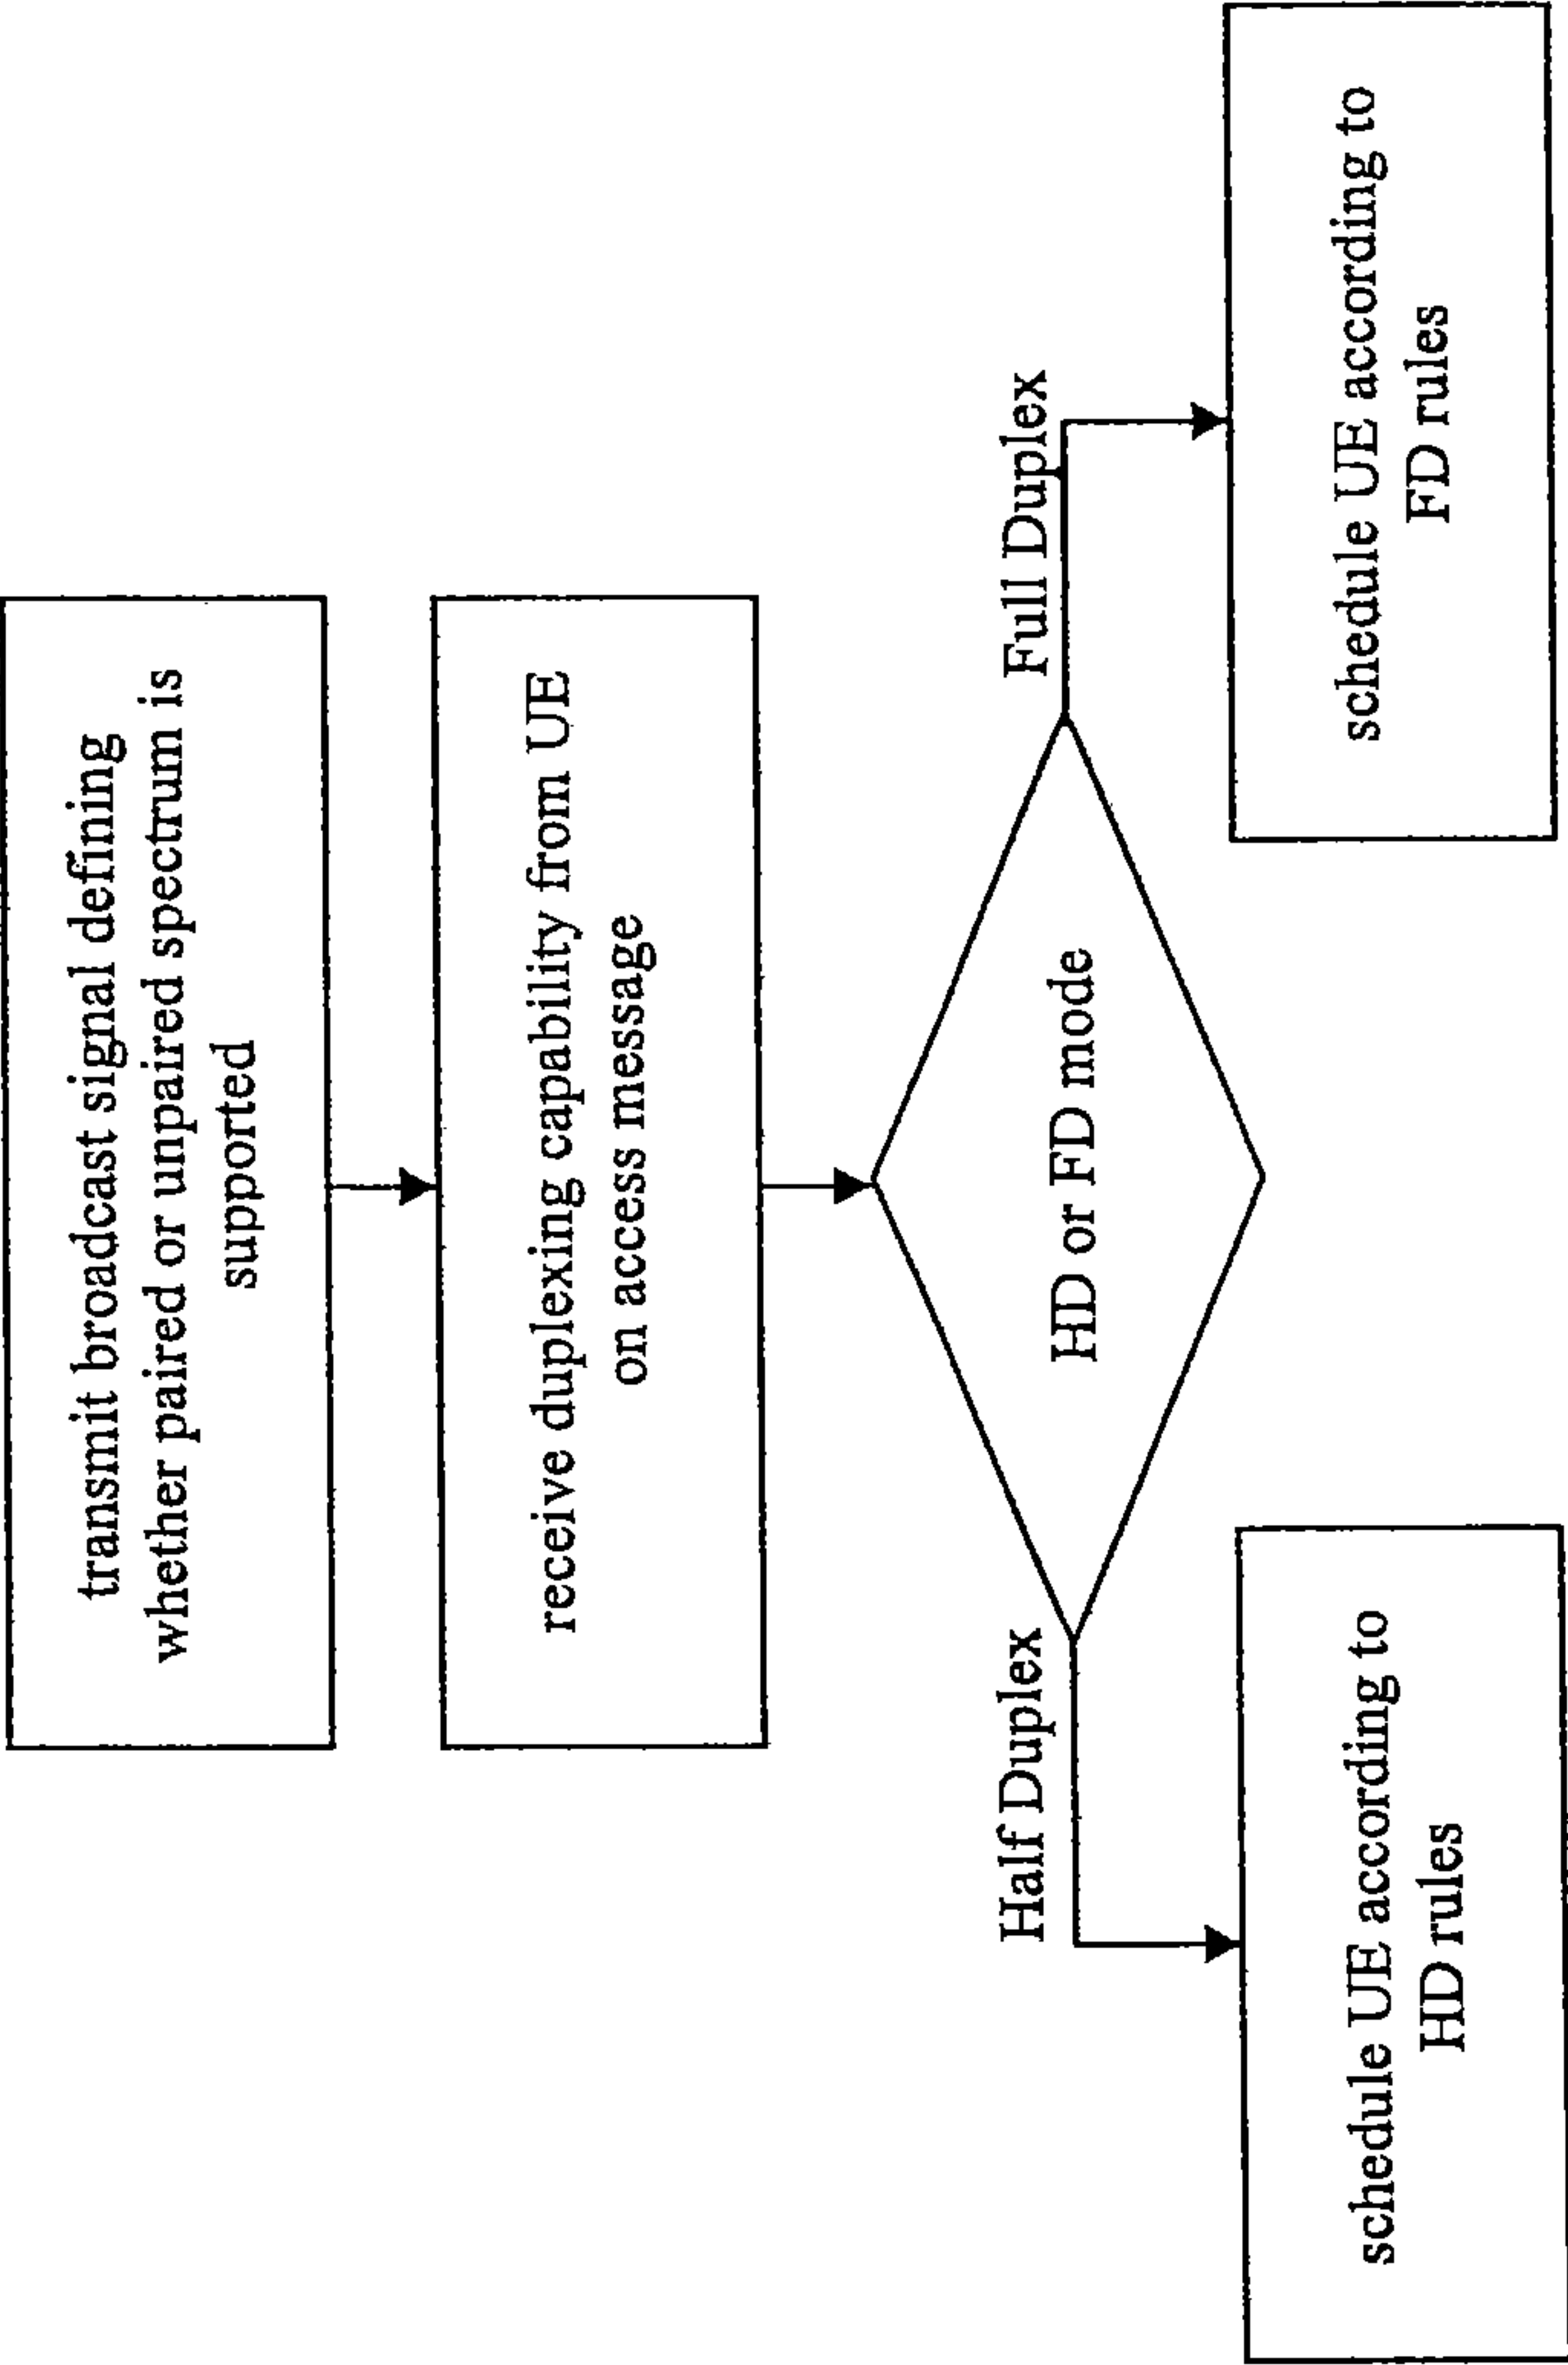 transmit broadcast signal defining
whether paired or unpaired spectrum is
supported
receive duplexing capability from UE
on access message
HD or FD mode
Half Duplex
Full Duplex
schedule UE according to
HD rules
schedule UE according to
FD rules